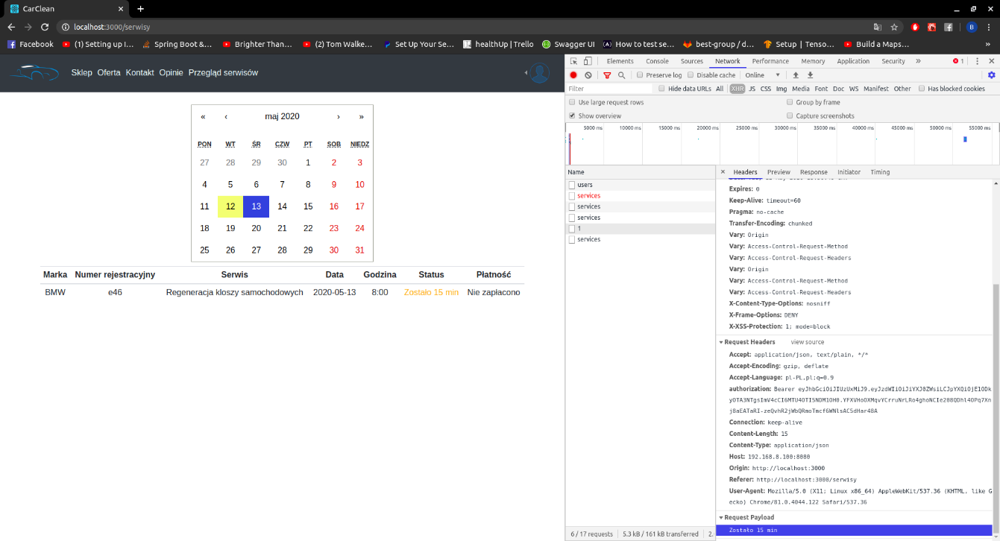 CarClean
localhost:3000/serwisy
B
Facebook
(1) Setting up I…
Spring Boot &…
Brighter Than…
(2) Tom Walke…
Set Up Your Se…
healthUp | Trello
Swagger UI
How to test se…
best-group / d…
Setup | Tenso…
Build a Maps…
»
Sklep Oferta Kontakt Opinie Przegląd serwisów
« ‹ maj 2020 › »
PON WT ŚR CZW PT SOB NIEDZ
27 28 29 30 1 2 3
4 5 6 7 8 9 10
11 12 13 14 15 16 17
18 19 20 21 22 23 24
25 26 27 28 29 30 31
Marka Numer rejestracyjny Serwis Data Godzina Status Płatność
BMW e46 Regeneracja kloszy samochodowych 2020-05-13 8:00 Zostało 15 min Nie zapłacono
Elements Console Sources Network Performance Memory Application Security » 1
Preserve log Disable cache Online
Filter Hide data URLs All XHR JS CSS Img Media Font Doc WS Manifest Other Has blocked cookies
Use large request rows Group by frame
Show overview Capture screenshots
5000 ms 10000 ms 15000 ms 20000 ms 25000 ms 30000 ms 35000 ms 40000 ms 45000 ms 50000 ms 55000 ms
Name
users
services
services
services
1
services
6 / 17 requests 5.3 kB / 161 kB transferred 2.
Headers Preview Response Initiator Timing
Expires: 0
Keep-Alive: timeout=60
Pragma: no-cache
Transfer-Encoding: chunked
Vary: Origin
Vary: Access-Control-Request-Method
Vary: Access-Control-Request-Headers
Vary: Origin
Vary: Access-Control-Request-Method
Vary: Access-Control-Request-Headers
X-Content-Type-Options: nosniff
X-Frame-Options: DENY
X-XSS-Protection: 1; mode=block
Request Headers view source
Accept: application/json, text/plain, */*
Accept-Encoding: gzip, deflate
Accept-Language: pl-PL,pl;q=0.9
authorization: Bearer
Connection: keep-alive
Content-Length: 15
Content-Type: application/json
Host: 192.168.8.100:8080
Origin: http://localhost:3000
Referer: http://localhost:3000/serwisy
User-Agent: Mozilla/5.0 (X11; Linux x86_64) AppleWebKit/537.36 (KHTML, like G
ecko) Chrome/81.0.4044.122 Safari/537.36
Request Payload
Zostało 15 min